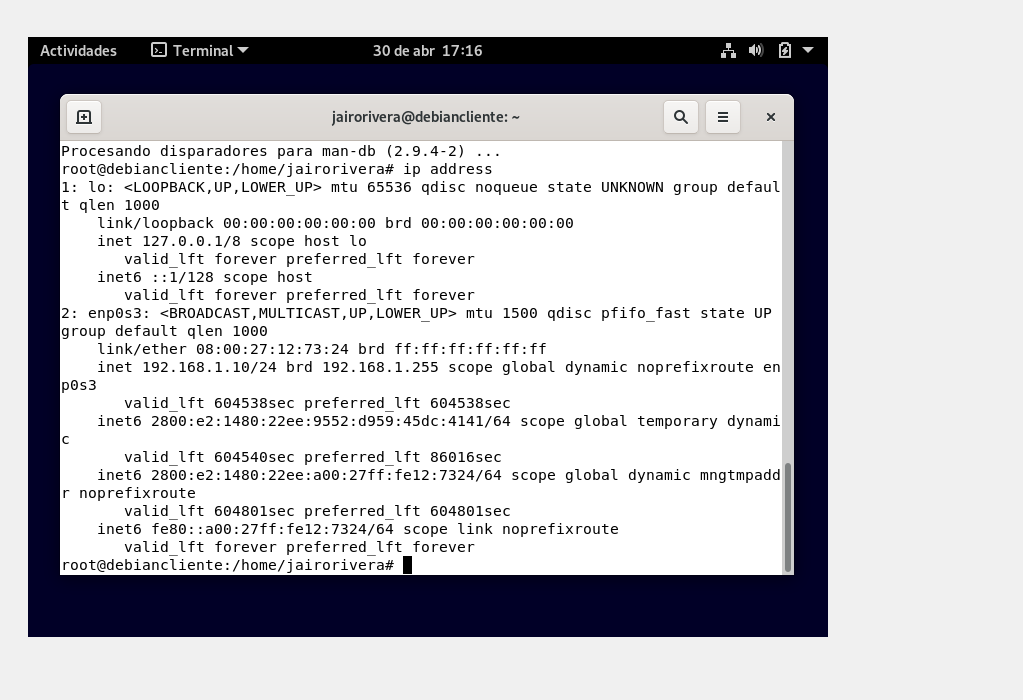 Actividades Terminal 30 de abr 17:16
jairorivera@debiancliente: ~
Procesando disparadores para man-db (2.9.4-2) ...
root@debiancliente:/home/jairorivera# ip address
1: lo: <LOOPBACK,UP,LOWER_UP> mtu 65536 qdisc noqueue state UNKNOWN group defaul
t qlen 1000
    link/loopback 00:00:00:00:00:00 brd 00:00:00:00:00:00
    inet 127.0.0.1/8 scope host lo
       valid_lft forever preferred_lft forever
    inet6 ::1/128 scope host
       valid_lft forever preferred_lft forever
2: enp0s3: <BROADCAST,MULTICAST,UP,LOWER_UP> mtu 1500 qdisc pfifo_fast state UP
group default qlen 1000
    link/ether 08:00:27:12:73:24 brd ff:ff:ff:ff:ff:ff
    inet 192.168.1.10/24 brd 192.168.1.255 scope global dynamic noprefixroute en
p0s3
       valid_lft 604538sec preferred_lft 604538sec
    inet6 2800:e2:1480:22ee:9552:d959:45dc:4141/64 scope global temporary dynami
c
       valid_lft 604540sec preferred_lft 86016sec
    inet6 2800:e2:1480:22ee:a00:27ff:fe12:7324/64 scope global dynamic mngtmpadd
r noprefixroute
       valid_lft 604801sec preferred_lft 604801sec
    inet6 fe80::a00:27ff:fe12:7324/64 scope link noprefixroute
       valid_lft forever preferred_lft forever
root@debiancliente:/home/jairorivera#